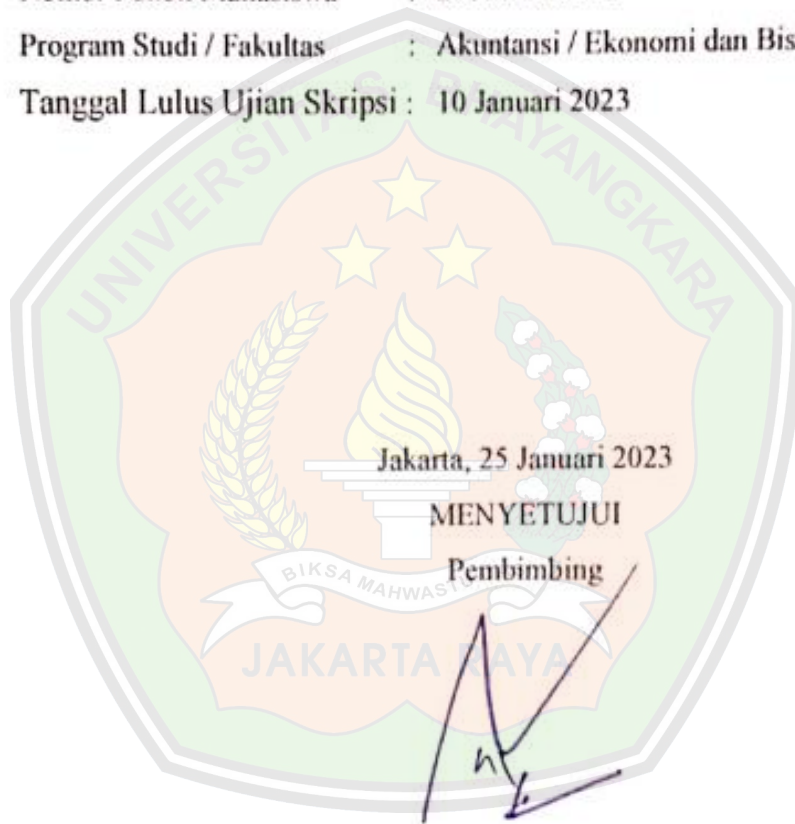 Program Studi / Fakultas : Akuntansi / Ekonomi dan Bis
Tanggal Lulus Ujian Skripsi : 10 Januari 2023
UNIVERSITAS BHAYANGKARA
Jakarta, 25 Januari 2023
MENYETUJUI
Pembimbing
BIKSA MAHWASTU
JAKARTA RAYA